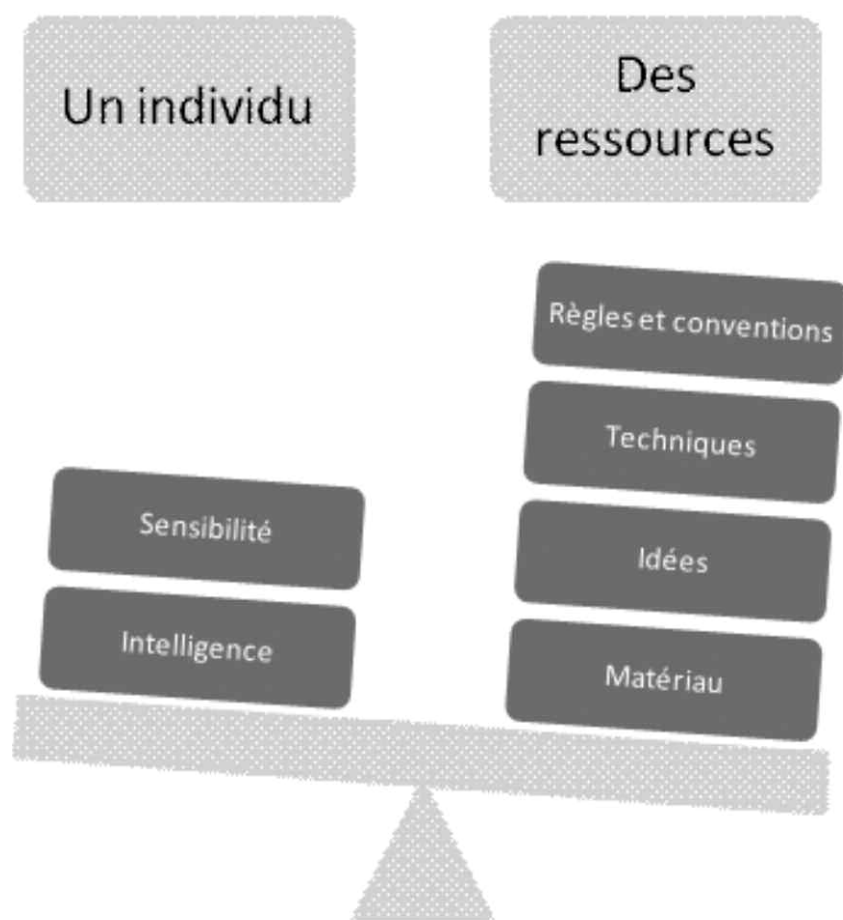 Un individu
Des
ressources
Règles et conventions
Techniques
Sensibilité
Idées
Intelligence
Matériau